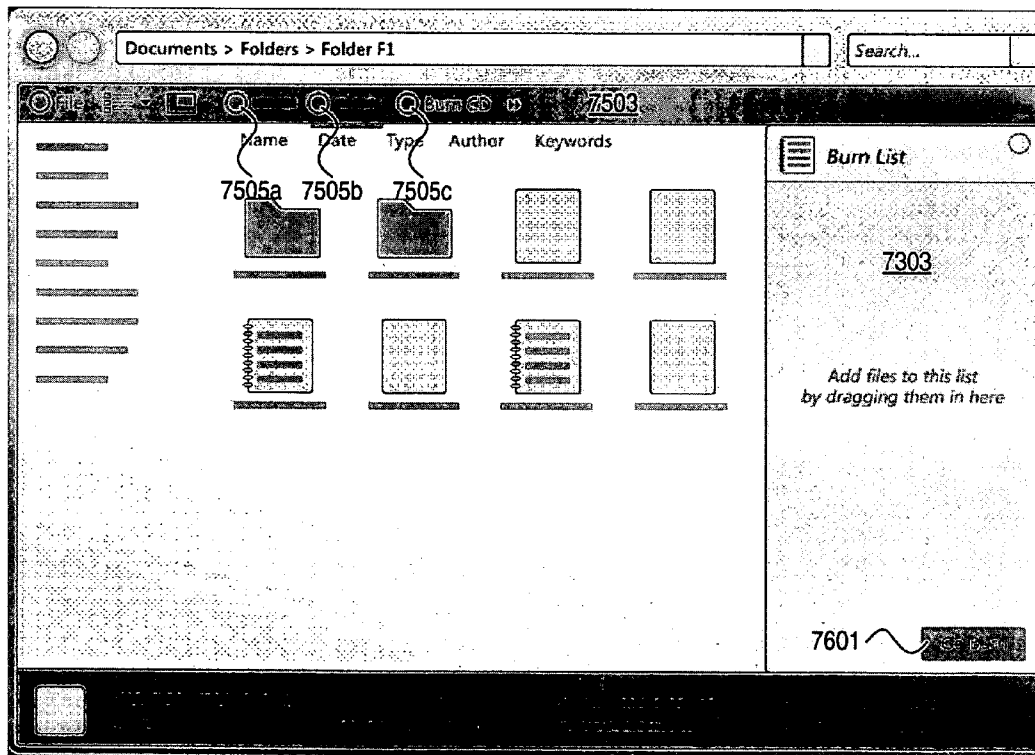 Documents > Folders > Folder F1
Search...
File
Burn CD
7503
Name Date Type Author Keywords
7505a 7505b 7505c
Burn List
7303
Add files to this list
by dragging them in here
7601